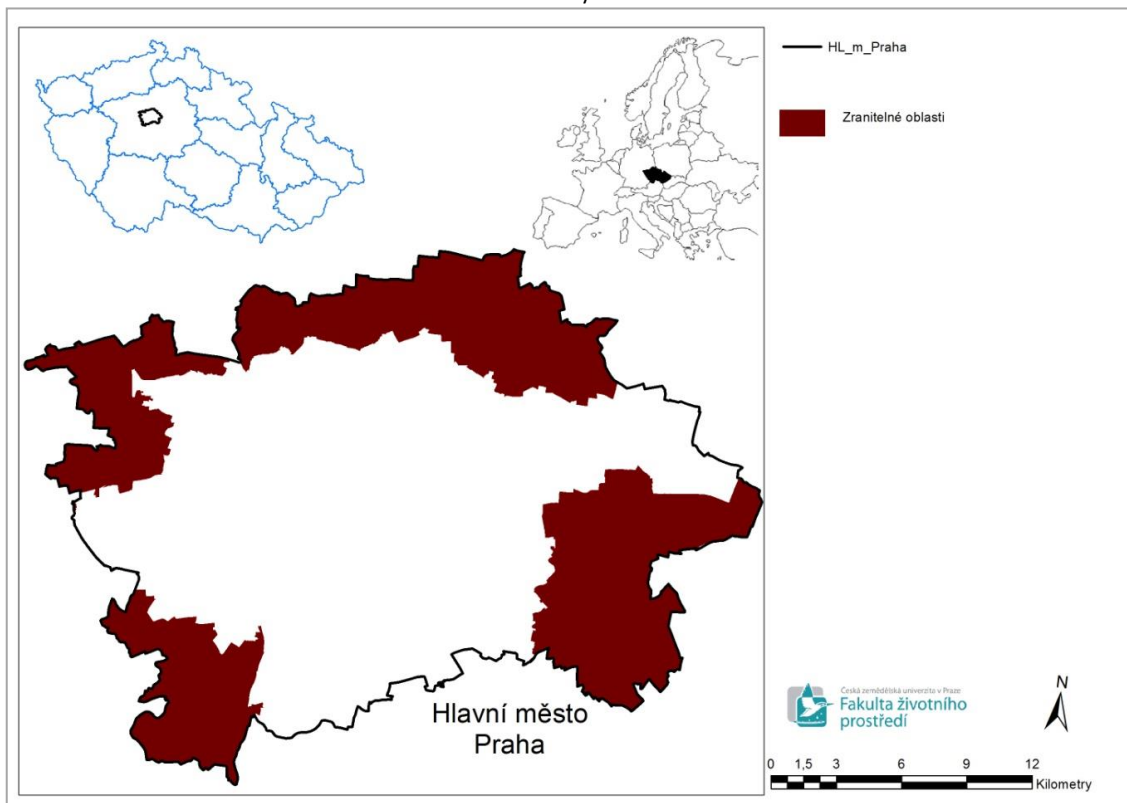 HL_m_Praha
Zranitelné oblasti
Hlavní město
Praha
Česká zemědělská univerzita v Praze
Fakulta životního
prostředí
N
0 1,5 3 6 9 12
Kilometry